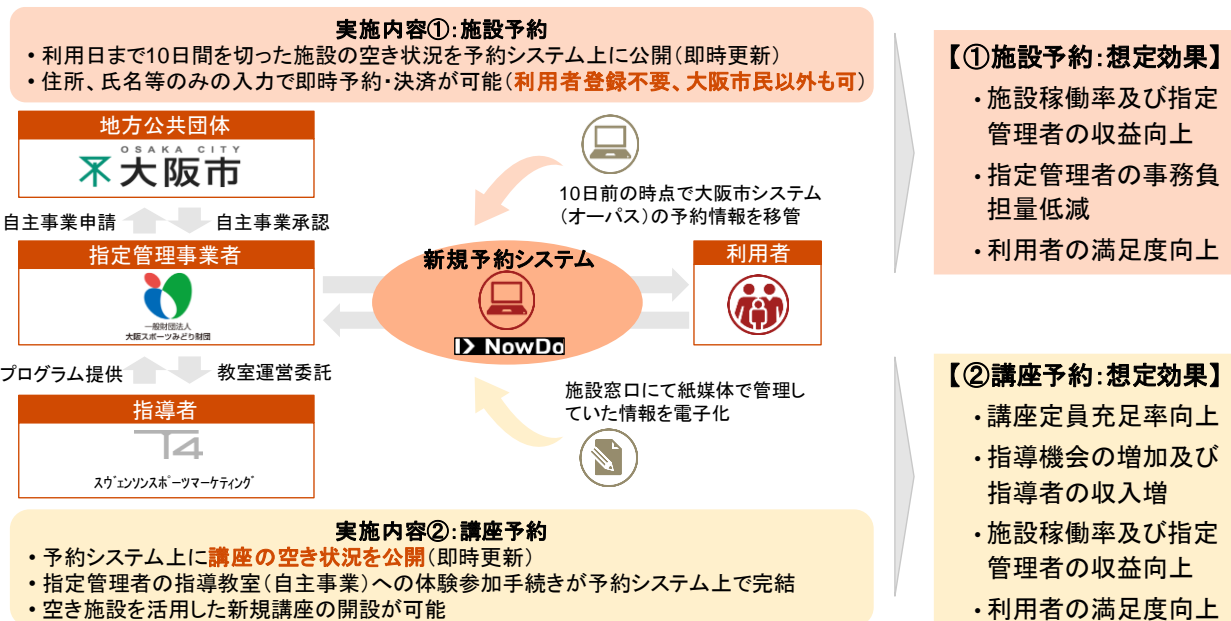 実施内容①：施設予約
・利用日まで10日間を切った施設の空き状況を予約システム上に公開（即時更新）
・住所、氏名等のみの入力で即時予約・決済が可能（利用者登録不要、大阪市民以外も可）
地方公共団体
OSAKA CITY
大阪市
自主事業申請
自主事業承認
指定管理事業者
一般財団法人
大阪スポーツみどり財団
プログラム提供
教室運営委託
指導者
T4
スヴェンソンスポーツマーケティング
10日前の時点で大阪市システム
（オーパス）の予約情報を移管
新規予約システム
NowDo
利用者
施設窓口にて紙媒体で管理し
ていた情報を電子化
実施内容②：講座予約
・予約システム上に講座の空き状況を公開（即時更新）
・指定管理者の指導教室（自主事業）への体験参加手続きが予約システム上で完結
・空き施設を活用した新規講座の開設が可能
【①施設予約：想定効果】
・施設稼働率及び指定
管理者の収益向上
・指定管理者の事務負
担量低減
・利用者の満足度向上
【②講座予約：想定効果】
・講座定員充足率向上
・指導機会の増加及び
指導者の収入増
・施設稼働率及び指定
管理者の収益向上
・利用者の満足度向上